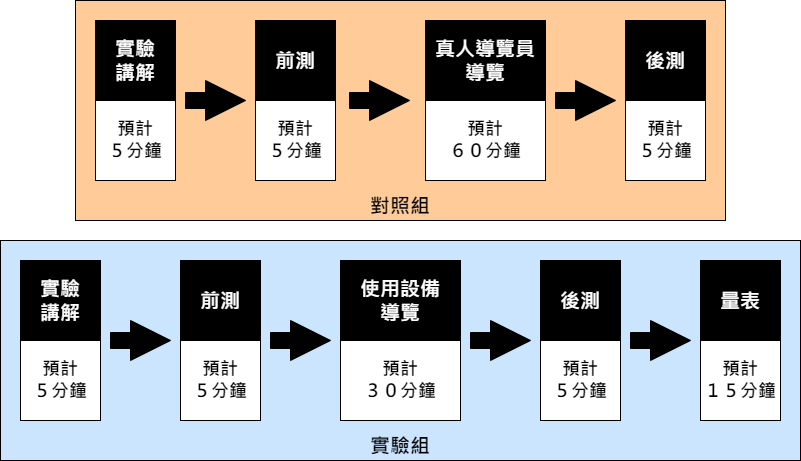 實驗
講解
預計
５分鐘
前測
預計
５分鐘
真人導覽員
導覽
預計
６０分鐘
後測
預計
５分鐘
對照組
實驗
講解
預計
５分鐘
前測
預計
５分鐘
使用設備
導覽
預計
３０分鐘
後測
預計
５分鐘
量表
預計
１５分鐘
實驗組